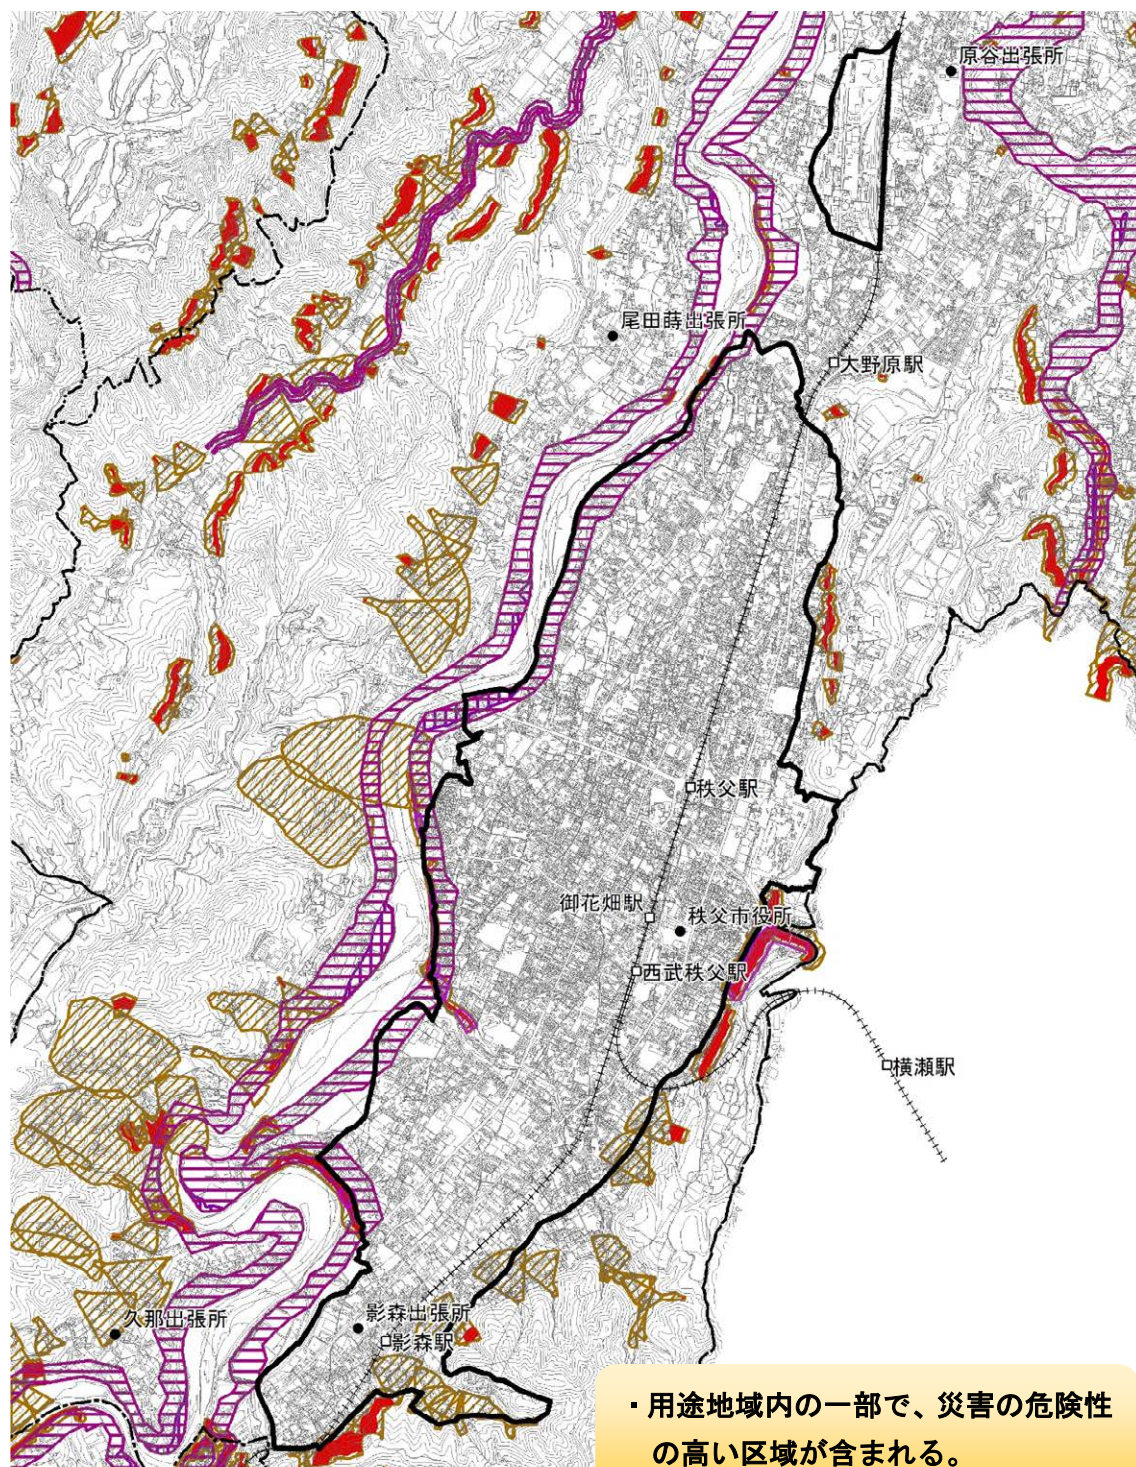 原谷出張所
尾田蒔出張所
大野原駅
秩父駅
御花畑駅
秩父市役所
西武秩父駅
横瀬駅
久那出張所
影森出張所
影森駅
・用途地域内の一部で、災害の危険性
の高い区域が含まれる。